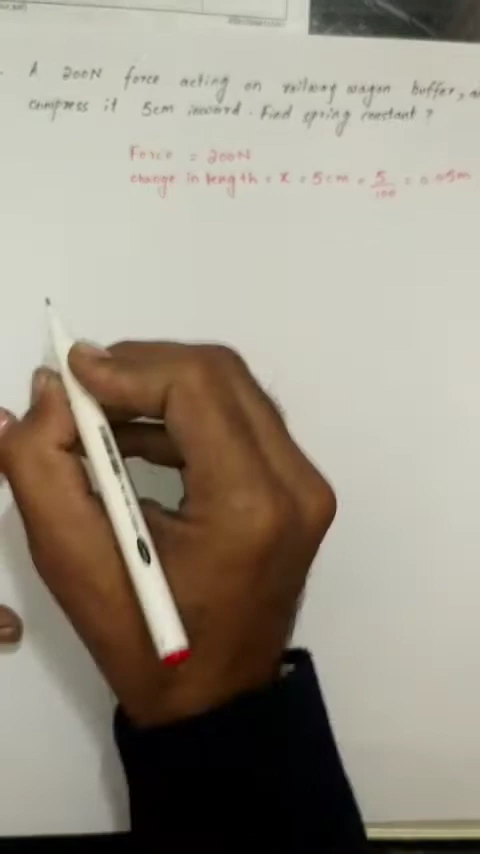 A 200N force acting on railway wagon buffer,
compress it 5cm inward. Find spring constant?
Force = 200N
change in length = x = 5cm = 5/100 = 0.05m